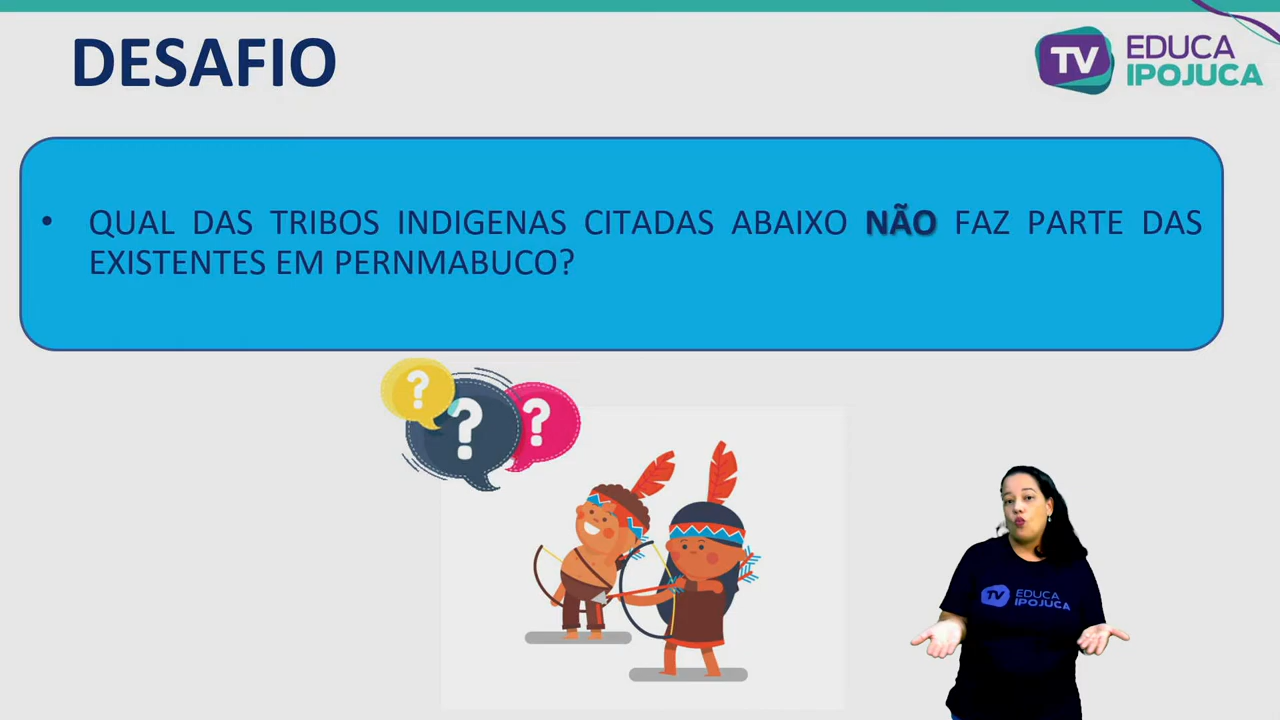 DESAFIO
TV EDUCA
IPOJUCA
• QUAL DAS TRIBOS INDIGENAS CITADAS ABAIXO NÃO FAZ PARTE DAS
EXISTENTES EM PERNMABUCO?
?
?
?
TV EDUCA
IPOJUCA